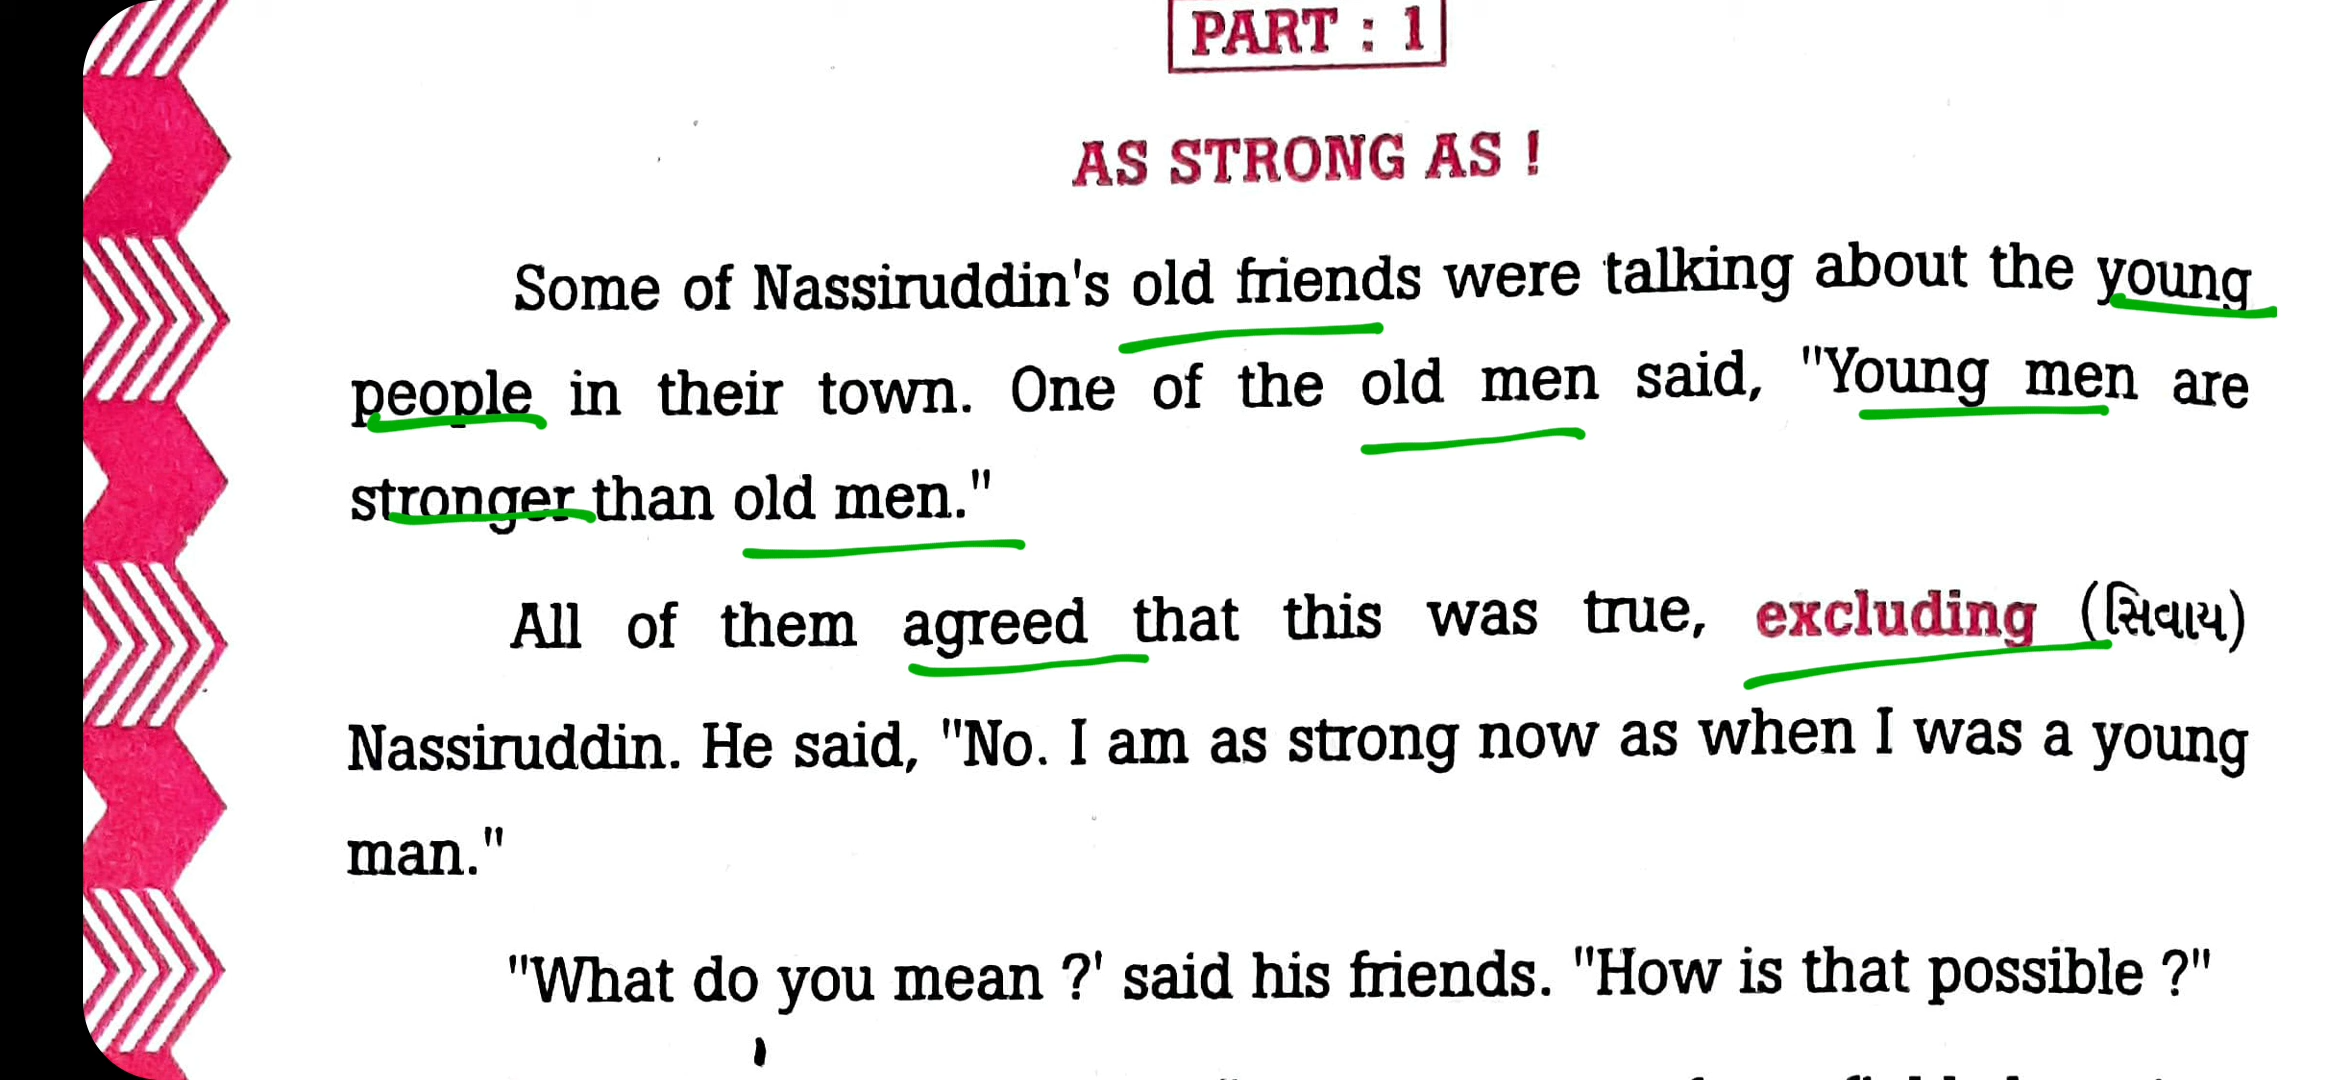 PART : 1
AS STRONG AS !
Some of Nassiruddin's old friends were talking about the young
people in their town. One of the old men said, "Young men are
stronger than old men."
All of them agreed that this was true, excluding (સિવાય)
Nassiruddin. He said, "No. I am as strong now as when I was a young
man."
"What do you mean ?' said his friends. "How is that possible ?"